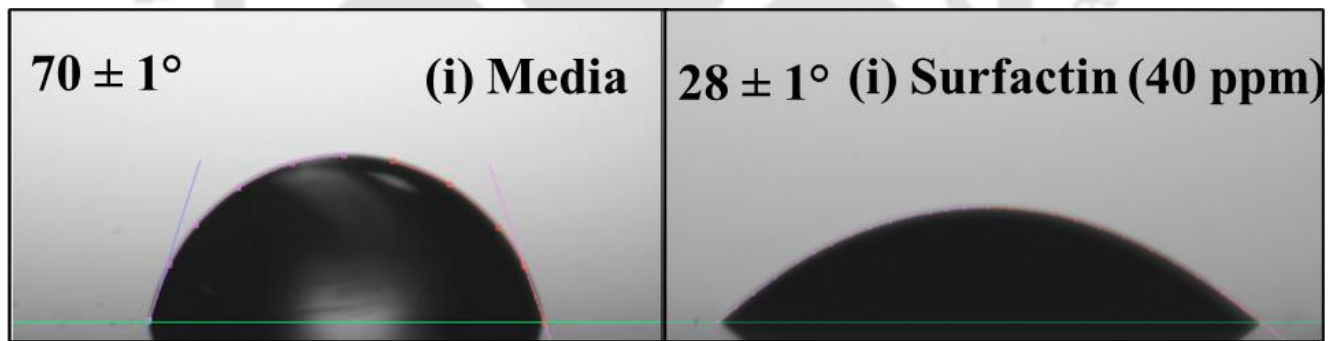 70 ± 1°
(i) Media
28 ± 1°
(i) Surfactin (40 ppm)